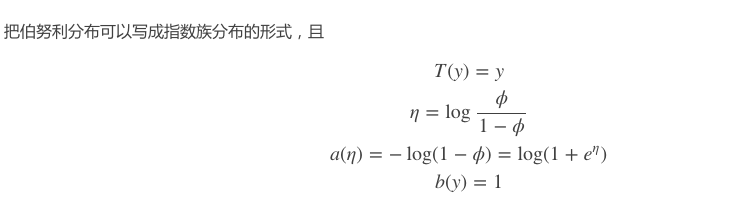 把伯努利分布可以写成指数族分布的形式，且
T(y) = y
η = log ϕ / (1 − ϕ)
a(η) = − log(1 − ϕ) = log(1 + e^η)
b(y) = 1